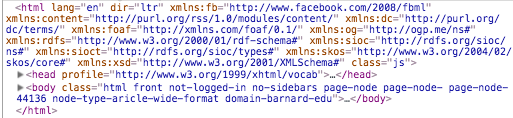 <html lang="en" dir="ltr" xmlns:fb="http://www.facebook.com/2008/fbml"
xmlns:content="http://purl.org/rss/1.0/modules/content/" xmlns:dc="http://purl.org/
dc/terms/" xmlns:foaf="http://xmlns.com/foaf/0.1/" xmlns:og="http://ogp.me/ns#"
xmlns:rdfs="http://www.w3.org/2000/01/rdf-schema#" xmlns:sioc="http://rdfs.org/sioc/
ns#" xmlns:sioct="http://rdfs.org/sioc/types#" xmlns:skos="http://www.w3.org/2004/02/
skos/core#" xmlns:xsd="http://www.w3.org/2001/XMLSchema#" class="js">
▶<head profile="http://www.w3.org/1999/xhtml/vocab">…</head>
▶<body class="html front not-logged-in no-sidebars page-node page-node- page-node-
44136 node-type-aricle-wide-format domain-barnard-edu">…</body>
</html>